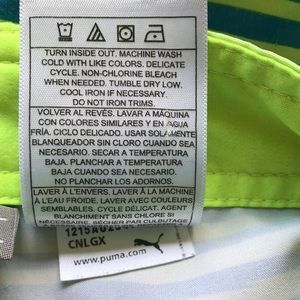 TURN INSIDE OUT. MACHINE WASH
COLD WITH LIKE COLORS. DELICATE
CYCLE. NON-CHLORINE BLEACH
WHEN NEEDED. TUMBLE DRY LOW.
COOL IRON IF NECESSARY.
DO NOT IRON TRIMS.
VOLVER AL REVÉS. LAVAR A MÁQUINA
CON COLORES SIMILARES Y EN AGUA
FRÍA. CICLO DELICADO. USAR SOLAMENTE
BLANQUEADOR SIN CLORO CUANDO SEA
NECESARIO. SECAR A TEMPERATURA
BAJA. PLANCHAR A TEMPERATURA
BAJA CUANDO SEA NECESARIO.
NO PLANCHAR LOS ADORNOS.
LAVER À L'ENVERS. LAVER À LA MACHINE
À L'EAU FROIDE. LAVER AVEC COULEURS
SEMBLABLES. CYCLE DÉLICAT. AGENT
BLANCHIMENT SANS CHLORE SI
NÉCESSAIRE. SÉCHER PAR
CNLGX
www.puma.com